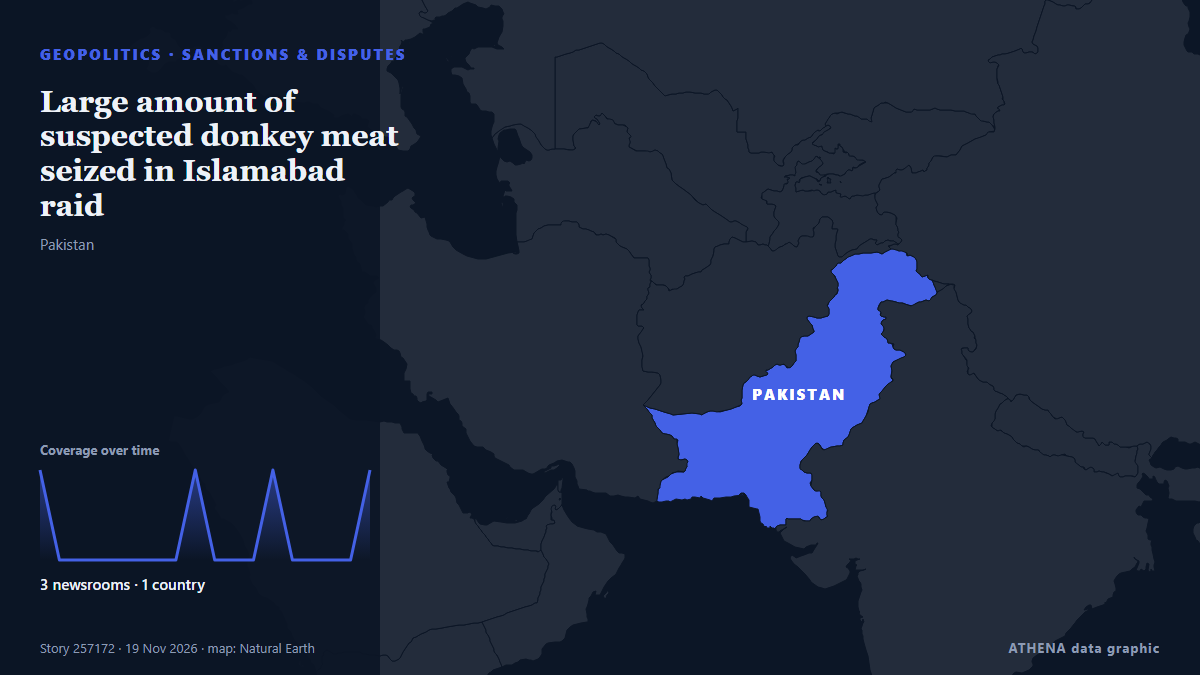 GEOPOLITICS · SANCTIONS & DISPUTES
Large amount of
suspected donkey meat
seized in Islamabad
raid
Pakistan
PAKISTAN
Coverage over time
3 newsrooms · 1 country
Story 257172 · 19 Nov 2026 · map: Natural Earth
ATHENA data graphic